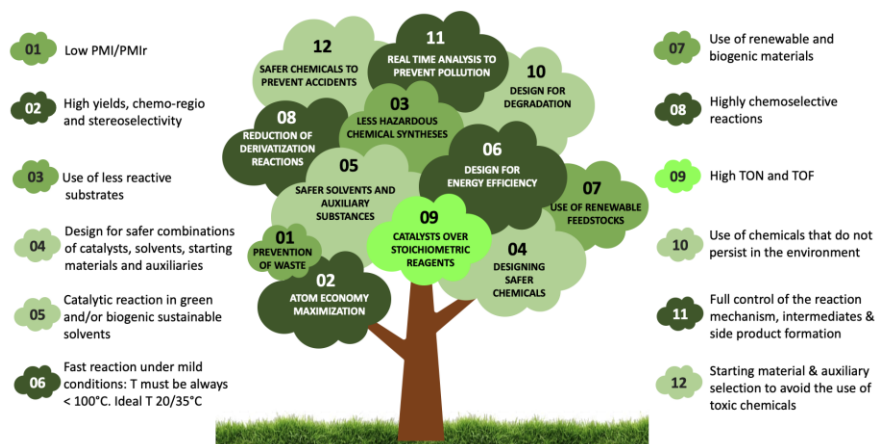 01
Low PMI/PMIr
02
High yields, chemo-regio
and stereoselectivity
03
Use of less reactive
substrates
04
Design for safer combinations
of catalysts, solvents, starting
materials and auxiliaries
05
Catalytic reaction in green
and/or biogenic sustainable
solvents
06
Fast reaction under mild
conditions: T must be always
< 100°C. Ideal T 20/35°C
12
SAFER CHEMICALS TO
PREVENT ACCIDENTS
11
REAL TIME ANALYSIS TO
PREVENT POLLUTION
10
DESIGN FOR
DEGRADATION
03
LESS HAZARDOUS
CHEMICAL SYNTHESES
08
REDUCTION OF
DERIVATIZATION
REACTIONS
06
DESIGN FOR
ENERGY EFFICIENCY
05
SAFER SOLVENTS AND
AUXILIARY
SUBSTANCES
07
USE OF RENEWABLE
FEEDSTOCKS
09
CATALYSTS OVER
STOICHIOMETRIC
REAGENTS
01
PREVENTION
OF WASTE
04
DESIGNING
SAFER
CHEMICALS
02
ATOM ECONOMY
MAXIMIZATION
07
Use of renewable and
biogenic materials
08
Highly chemoselective
reactions
09
High TON and TOF
10
Use of chemicals that do not
persist in the environment
11
Full control of the reaction
mechanism, intermediates &
side product formation
12
Starting material & auxiliary
selection to avoid the use of
toxic chemicals